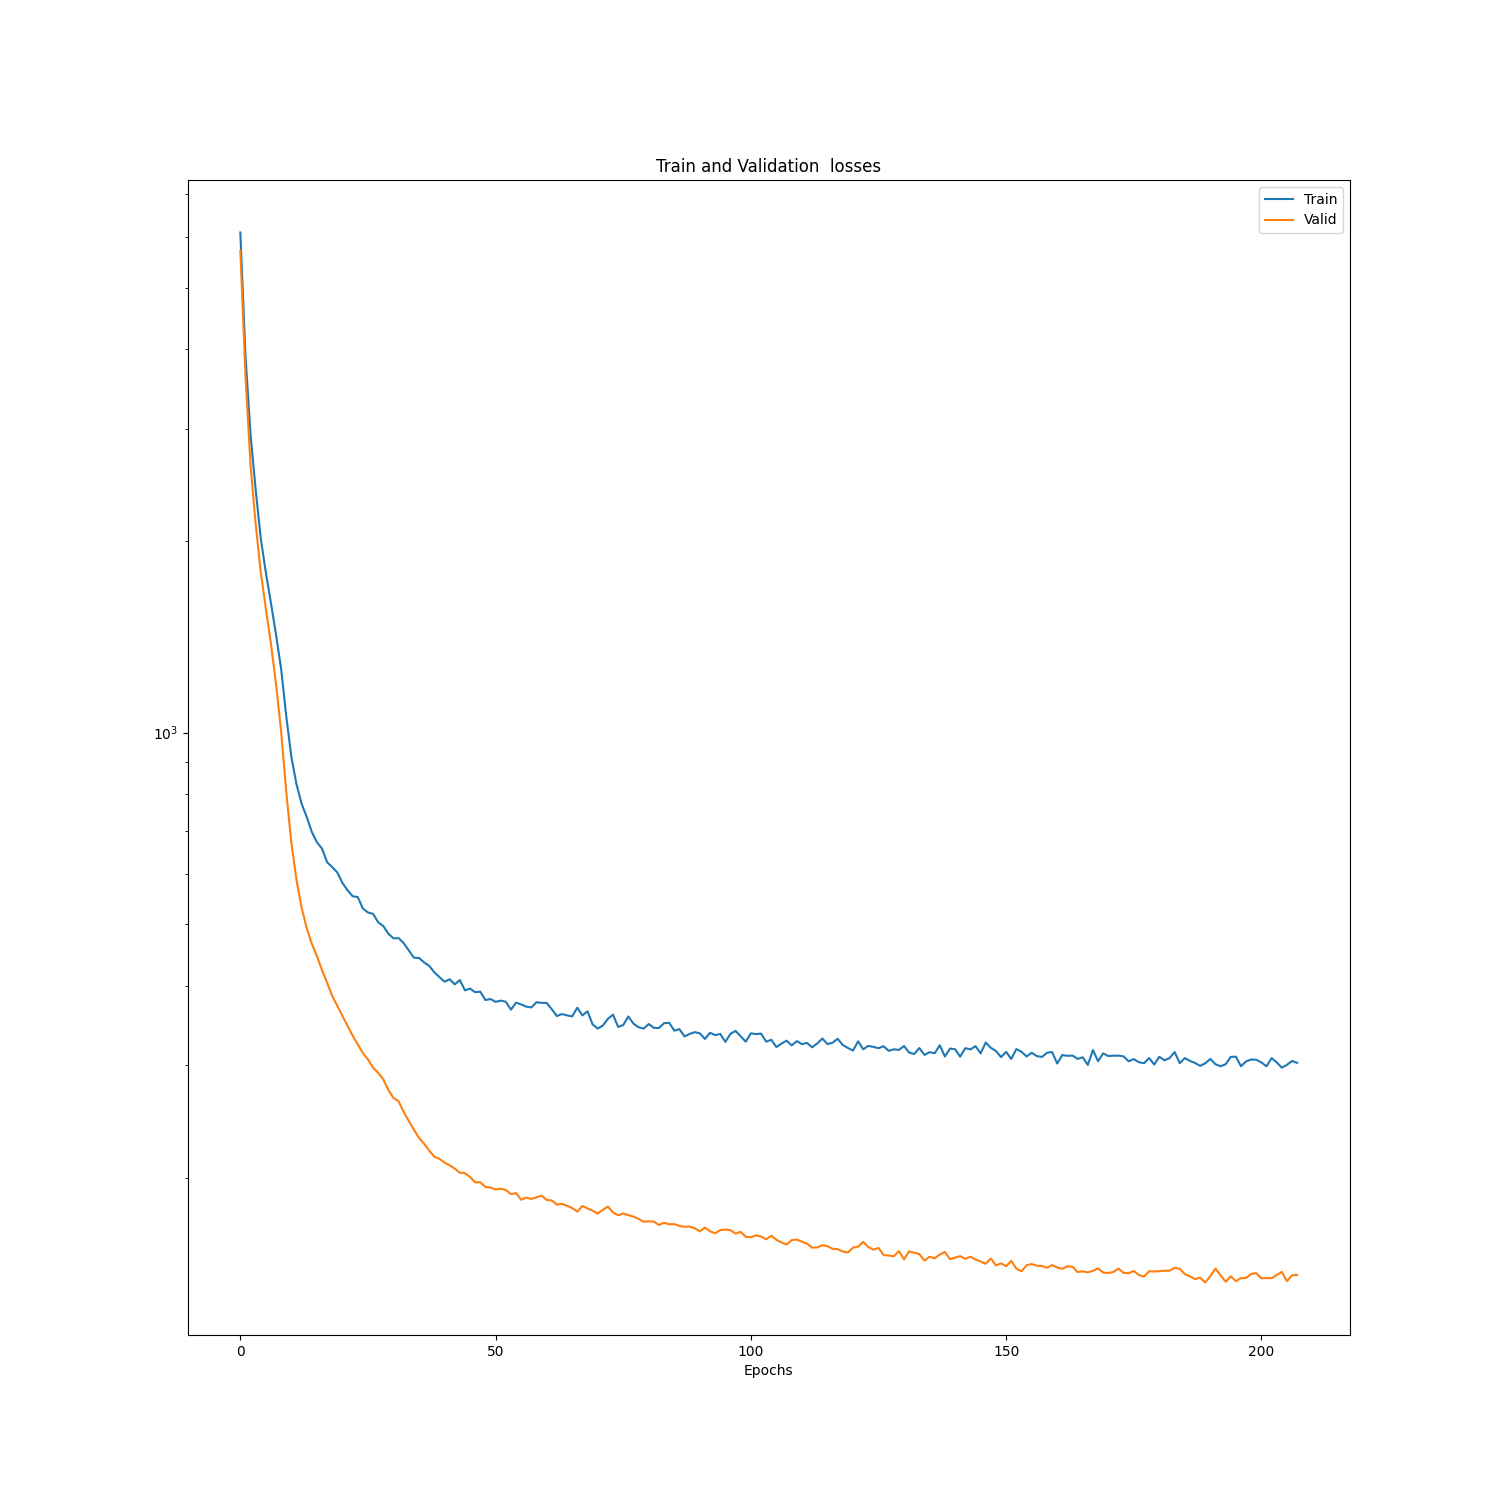 Train and Validation  losses
Train
Valid
10³
0 50 100 150 200
Epochs